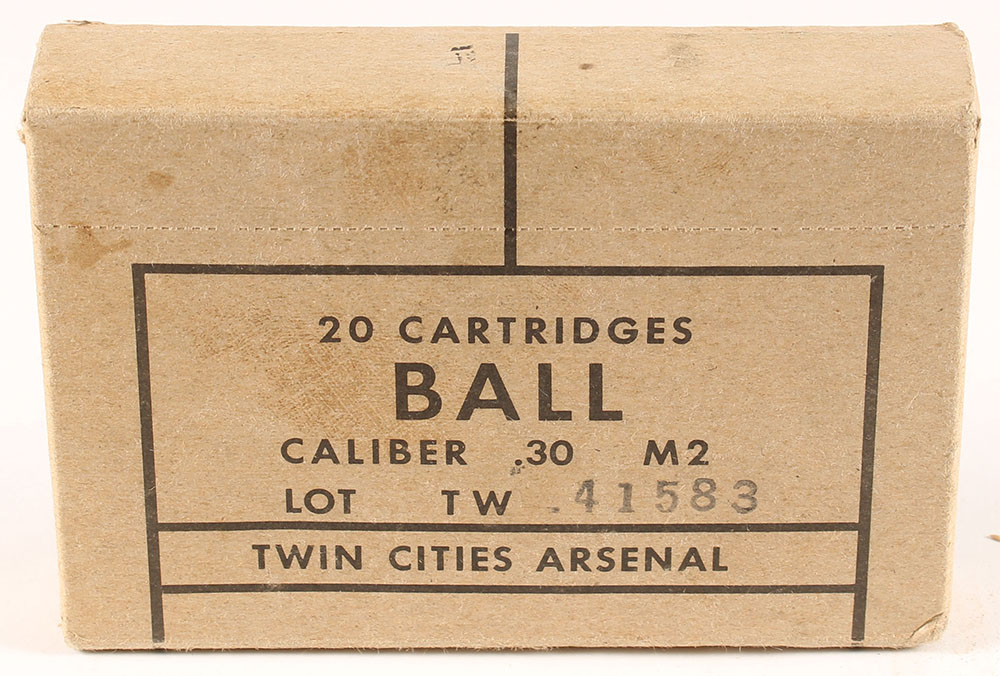 20 CARTRIDGES
BALL
CALIBER .30 M2
LOT TW 41583
TWIN CITIES ARSENAL